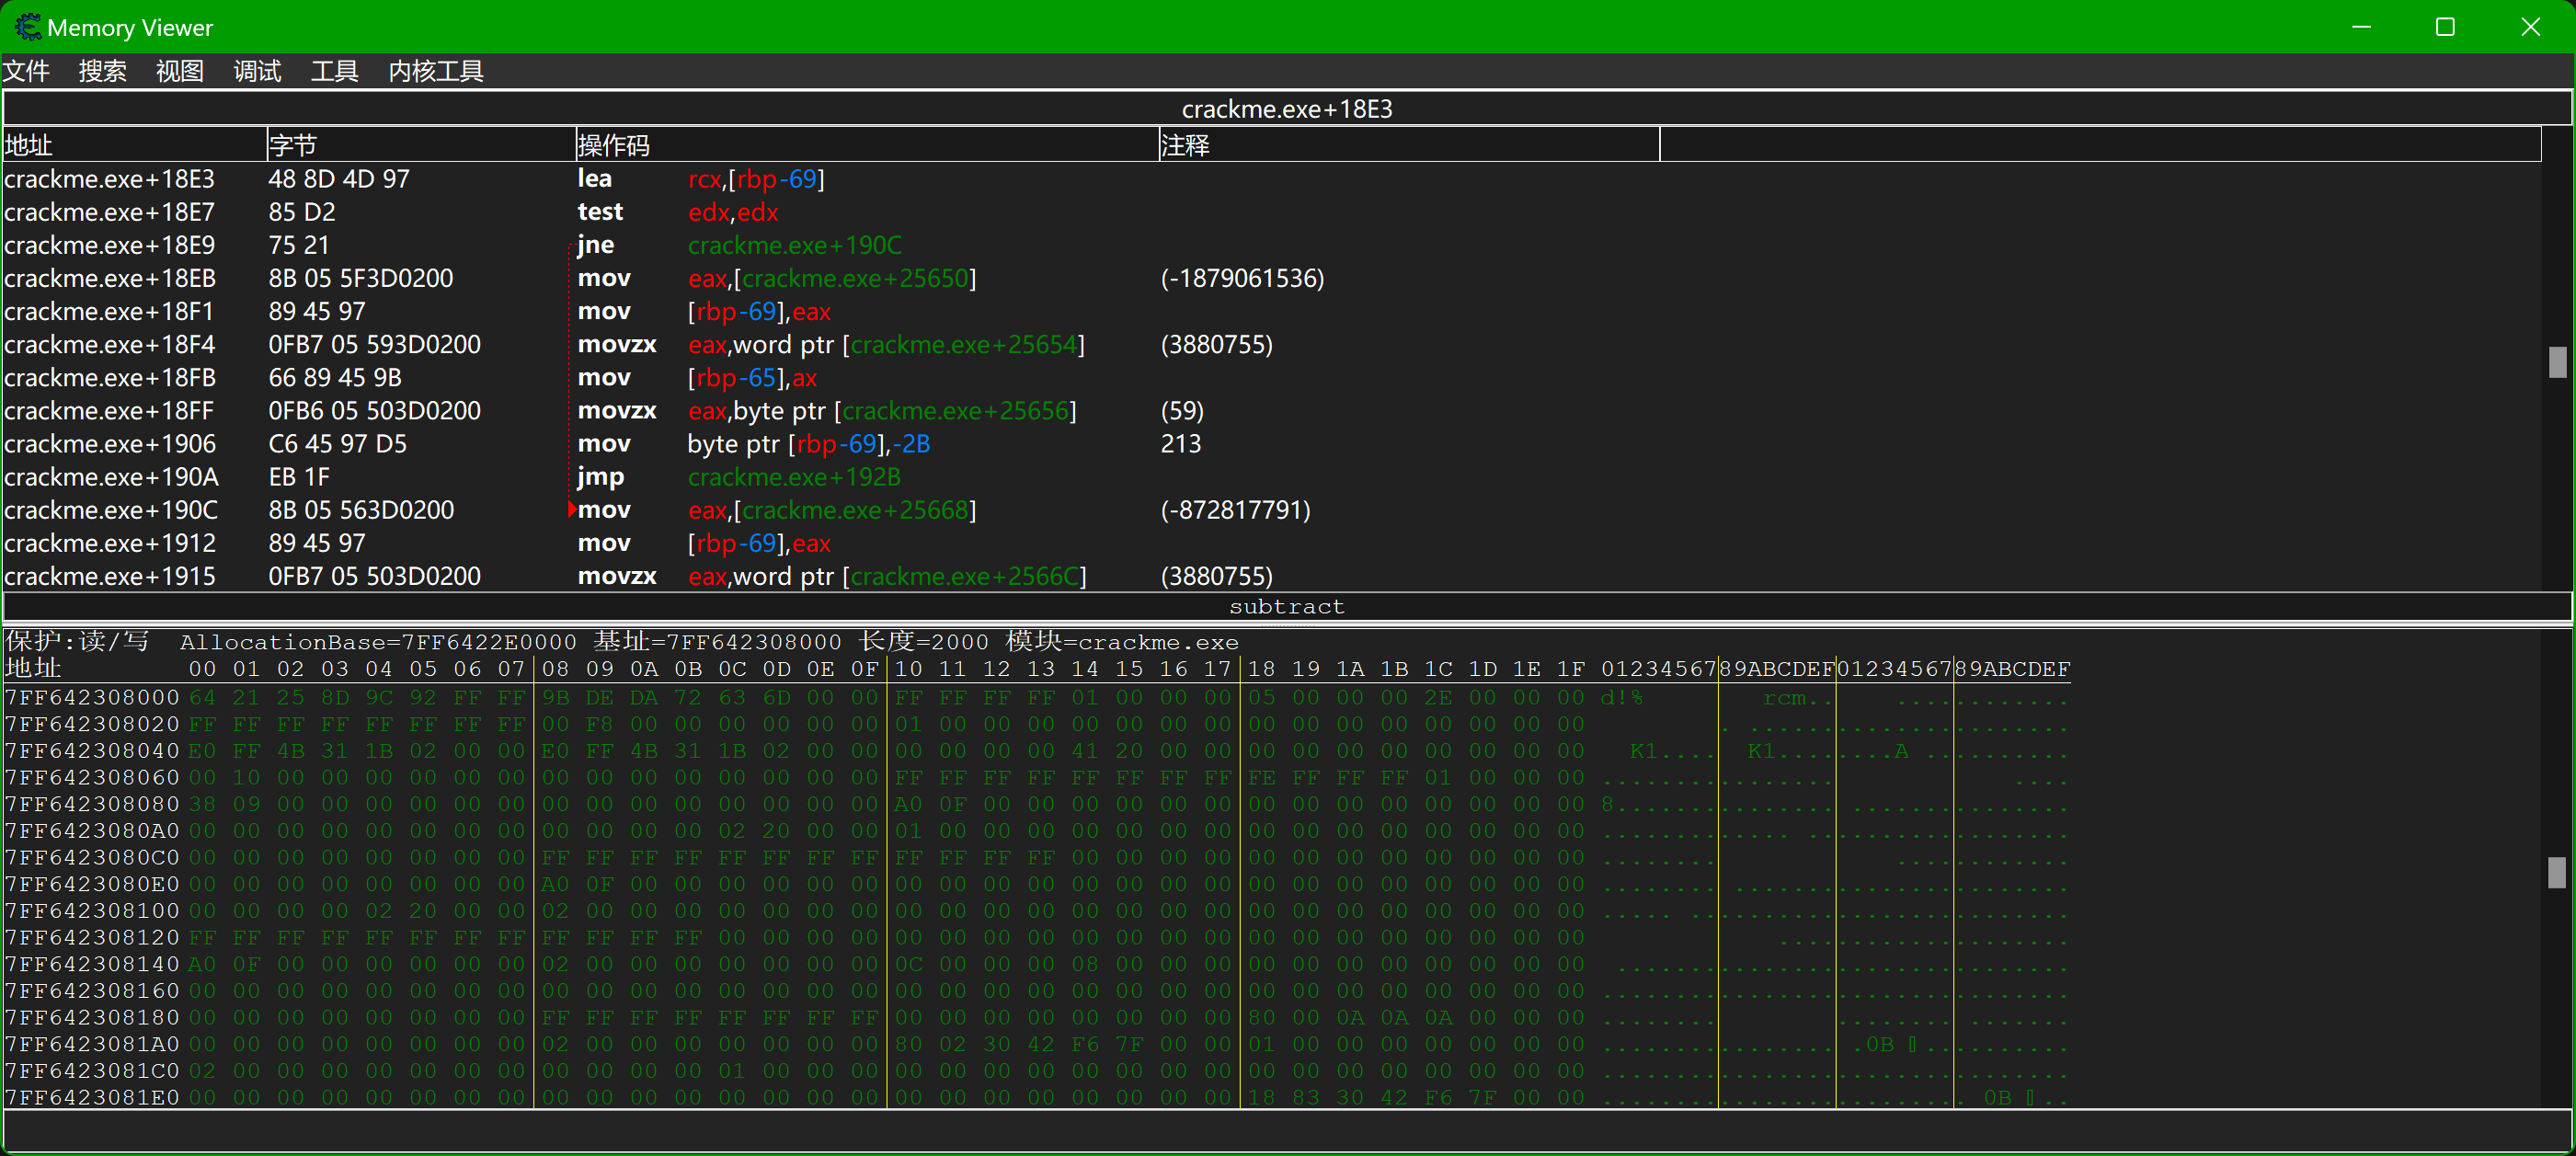 Memory Viewer
文件 搜索 视图 调试 工具 内核工具
crackme.exe+18E3
地址 字节 操作码 注释
crackme.exe+18E3 48 8D 4D 97 lea rcx,[rbp-69]
crackme.exe+18E7 85 D2 test edx,edx
crackme.exe+18E9 75 21 jne crackme.exe+190C
crackme.exe+18EB 8B 05 5F3D0200 mov eax,[crackme.exe+25650] (-1879061536)
crackme.exe+18F1 89 45 97 mov [rbp-69],eax
crackme.exe+18F4 0FB7 05 593D0200 movzx eax,word ptr [crackme.exe+25654] (3880755)
crackme.exe+18FB 66 89 45 9B mov [rbp-65],ax
crackme.exe+18FF 0FB6 05 503D0200 movzx eax,byte ptr [crackme.exe+25656] (59)
crackme.exe+1906 C6 45 97 D5 mov byte ptr [rbp-69],-2B 213
crackme.exe+190A EB 1F jmp crackme.exe+192B
crackme.exe+190C 8B 05 563D0200 mov eax,[crackme.exe+25668] (-872817791)
crackme.exe+1912 89 45 97 mov [rbp-69],eax
crackme.exe+1915 0FB7 05 503D0200 movzx eax,word ptr [crackme.exe+2566C] (3880755)
subtract
保护:读/写 AllocationBase=7FF6422E0000 基址=7FF642308000 长度=2000 模块=crackme.exe
地址 00 01 02 03 04 05 06 07 08 09 0A 0B 0C 0D 0E 0F 10 11 12 13 14 15 16 17 18 19 1A 1B 1C 1D 1E 1F 0123456789ABCDEF0123456789ABCDEF
7FF642308000 64 21 25 8D 9C 92 FF FF 9B DE DA 72 63 6D 00 00 FF FF FF FF 01 00 00 00 05 00 00 00 2E 00 00 00 d!% rcm.. ............
7FF642308020 FF FF FF FF FF FF FF FF 00 F8 00 00 00 00 00 00 01 00 00 00 00 00 00 00 00 00 00 00 00 00 00 00 . ......................
7FF642308040 E0 FF 4B 31 1B 02 00 00 E0 FF 4B 31 1B 02 00 00 00 00 00 00 41 20 00 00 00 00 00 00 00 00 00 00 K1.... K1........A ..........
7FF642308060 00 10 00 00 00 00 00 00 00 00 00 00 00 00 00 00 FF FF FF FF FF FF FF FF FE FF FF FF 01 00 00 00 ................ ....
7FF642308080 38 09 00 00 00 00 00 00 00 00 00 00 00 00 00 00 A0 0F 00 00 00 00 00 00 00 00 00 00 00 00 00 00 8............... ...............
7FF6423080A0 00 00 00 00 00 00 00 00 00 00 00 00 02 20 00 00 01 00 00 00 00 00 00 00 00 00 00 00 00 00 00 00 ............. ..................
7FF6423080C0 00 00 00 00 00 00 00 00 FF FF FF FF FF FF FF FF FF FF FF FF 00 00 00 00 00 00 00 00 00 00 00 00 ........ ............
7FF6423080E0 00 00 00 00 00 00 00 00 A0 0F 00 00 00 00 00 00 00 00 00 00 00 00 00 00 00 00 00 00 00 00 00 00 ........ .......................
7FF642308100 00 00 00 00 02 20 00 00 02 00 00 00 00 00 00 00 00 00 00 00 00 00 00 00 00 00 00 00 00 00 00 00 ..... ..........................
7FF642308120 FF FF FF FF FF FF FF FF FF FF FF FF 00 00 00 00 00 00 00 00 00 00 00 00 00 00 00 00 00 00 00 00 ....................
7FF642308140 A0 0F 00 00 00 00 00 00 02 00 00 00 00 00 00 00 0C 00 00 00 08 00 00 00 00 00 00 00 00 00 00 00 ...............................
7FF642308160 00 00 00 00 00 00 00 00 00 00 00 00 00 00 00 00 00 00 00 00 00 00 00 00 00 00 00 00 00 00 00 00 ................................
7FF642308180 00 00 00 00 00 00 00 00 FF FF FF FF FF FF FF FF 00 00 00 00 00 00 00 00 80 00 0A 0A 0A 00 00 00 ........ ........ .......
7FF6423081A0 00 00 00 00 00 00 00 00 02 00 00 00 00 00 00 00 80 02 30 42 F6 7F 00 00 01 00 00 00 00 00 00 00 ................ .0B ..........
7FF6423081C0 02 00 00 00 00 00 00 00 00 00 00 00 01 00 00 00 00 00 00 00 00 00 00 00 00 00 00 00 00 00 00 00 ................................
7FF6423081E0 00 00 00 00 00 00 00 00 00 00 00 00 00 00 00 00 00 00 00 00 00 00 00 00 18 83 30 42 F6 7F 00 00 ......................... 0B ..